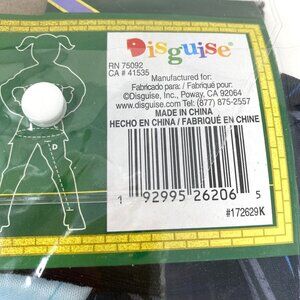 Disguise®
RN 75092
CA # 41535
Manufactured for:
Fabricado para: / Fabriqué pour:
©Disguise, Inc., Poway, CA 92064
www.disguise.com Tel: (877) 875-2557
MADE IN CHINA
HECHO EN CHINA / FABRIQUÉ EN CHINE
1 92995 26206 5
#172629K